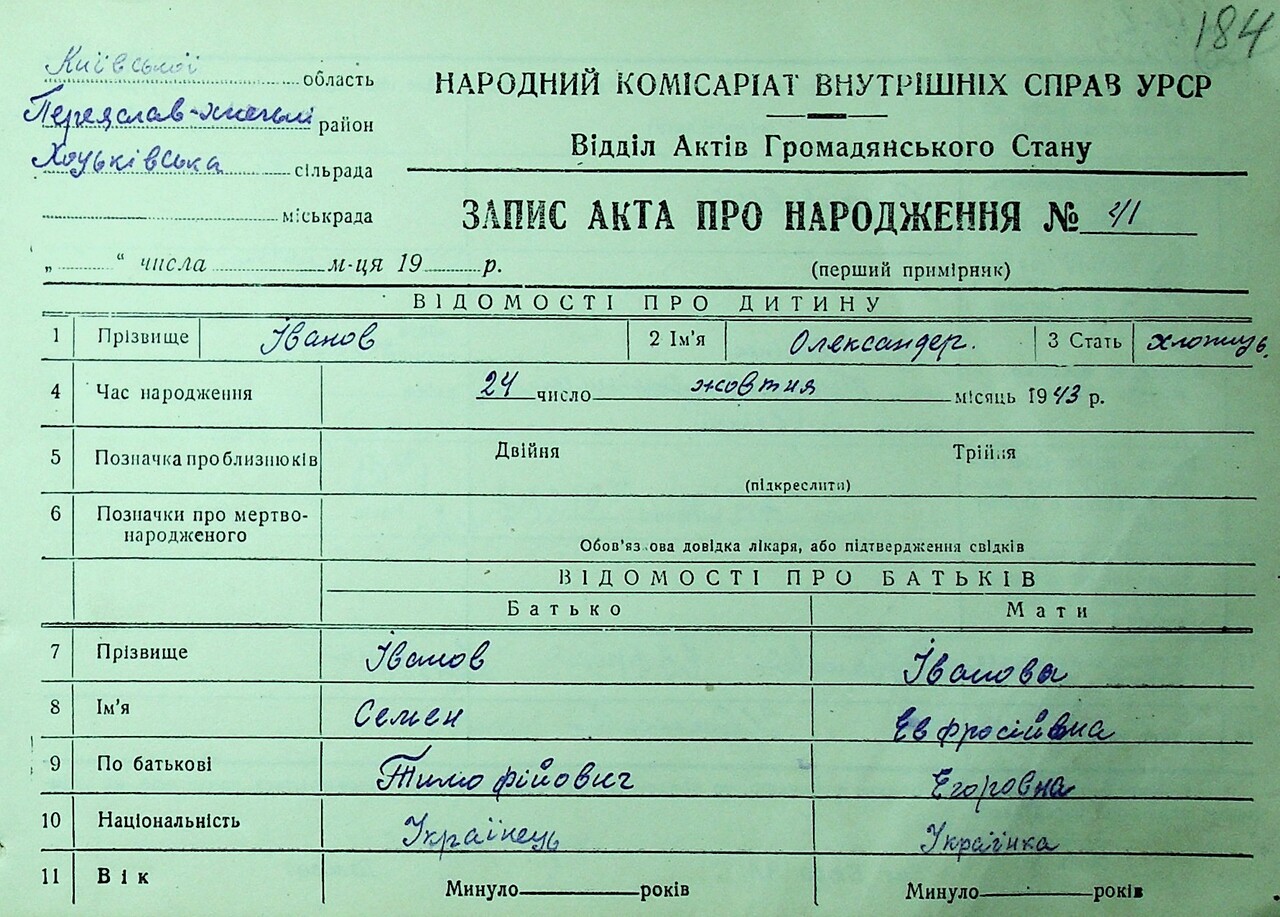 184
Київської область
НАРОДНИЙ КОМІСАРІАТ ВНУТРІШНІХ СПРАВ УРСР
Переяслав-Хмельн район
Відділ Актів Громадянського Стану
Хоцьківська сільрада
міськрада
ЗАПИС АКТА ПРО НАРОДЖЕННЯ № 41
„ “ числа м-ця 19 р.
(перший примірник)
ВІДОМОСТІ ПРО ДИТИНУ
1 Прізвище Іванов 2 Ім'я Олександер. 3 Стать хлопець.
4 Час народження 24 число жовтня місяць 1943 р.
5 Позначка про близнюків Двійня Трійня
(підкреслити)
6 Позначки про мертво-
народженого
Обов'язкова довідка лікаря, або підтвердження свідків
ВІДОМОСТІ ПРО БАТЬКІВ
Батько Мати
7 Прізвище Іванов Іванова
8 Ім'я Семен Евфросіївна
9 По батькові Тимофійович Егоровна
10 Національність Українець Українка
11 Вік Минуло років Минуло років